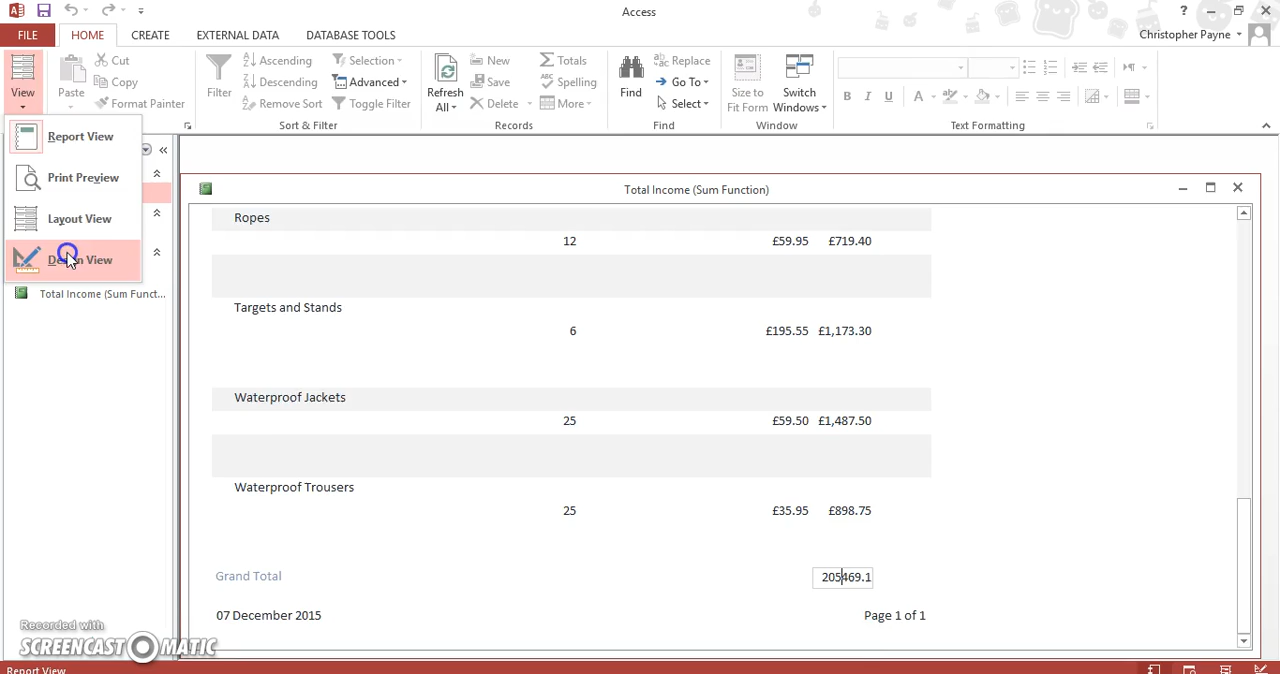 Access
?
FILE
HOME
CREATE
EXTERNAL DATA
DATABASE TOOLS
Christopher Payne
View
Paste
Cut
Copy
Format Painter
Filter
Ascending
Descending
Remove Sort
Selection
Advanced
Toggle Filter
Sort & Filter
Refresh
All
New
Save
Delete
Totals
Spelling
More
Records
Find
Replace
Go To
Select
Find
Size to
Fit Form
Switch
Windows
Window
B I U A
Text Formatting
Report View
Print Preview
Layout View
Design View
Total Income (Sum Funct...
Total Income (Sum Function)
Ropes
12 £59.95 £719.40
Targets and Stands
6 £195.55 £1,173.30
Waterproof Jackets
25 £59.50 £1,487.50
Waterproof Trousers
25 £35.95 £898.75
Grand Total 205469.1
07 December 2015 Page 1 of 1
Recorded with
SCREENCAST MATIC
Report View